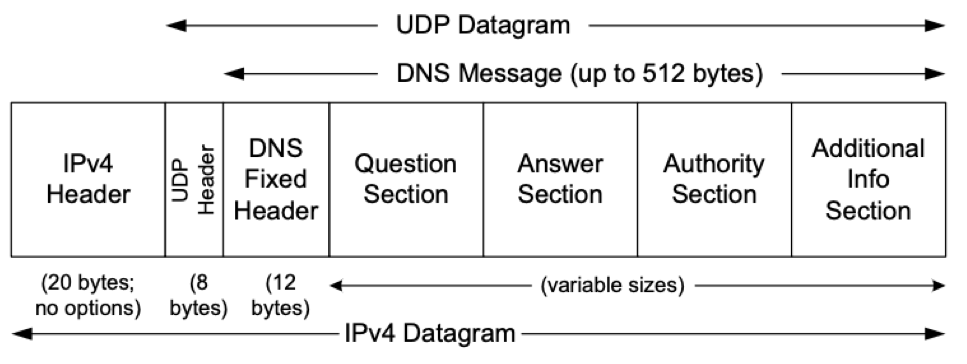 UDP Datagram
DNS Message (up to 512 bytes)
IPv4
Header
UDP
Header
DNS
Fixed
Header
Question
Section
Answer
Section
Authority
Section
Additional
Info
Section
(20 bytes;
no options)
(8
bytes)
(12
bytes)
(variable sizes)
IPv4 Datagram